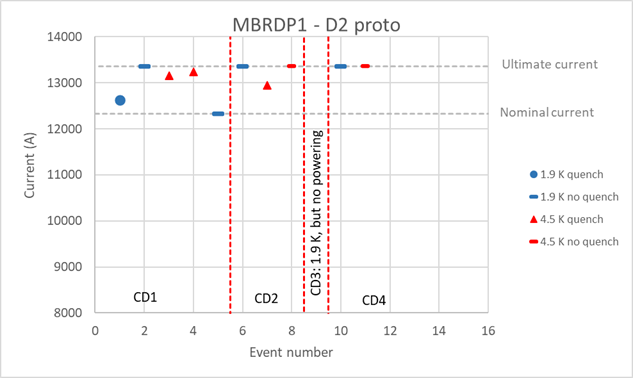 MBRDP1 - D2 proto
14000
13000
12000
11000
10000
9000
8000
Current (A)
0 2 4 6 8 10 12 14 16
Event number
CD1
CD2
CD3: 1.9 K, but no powering
CD4
Ultimate current
Nominal current
1.9 K quench
1.9 K no quench
4.5 K quench
4.5 K no quench